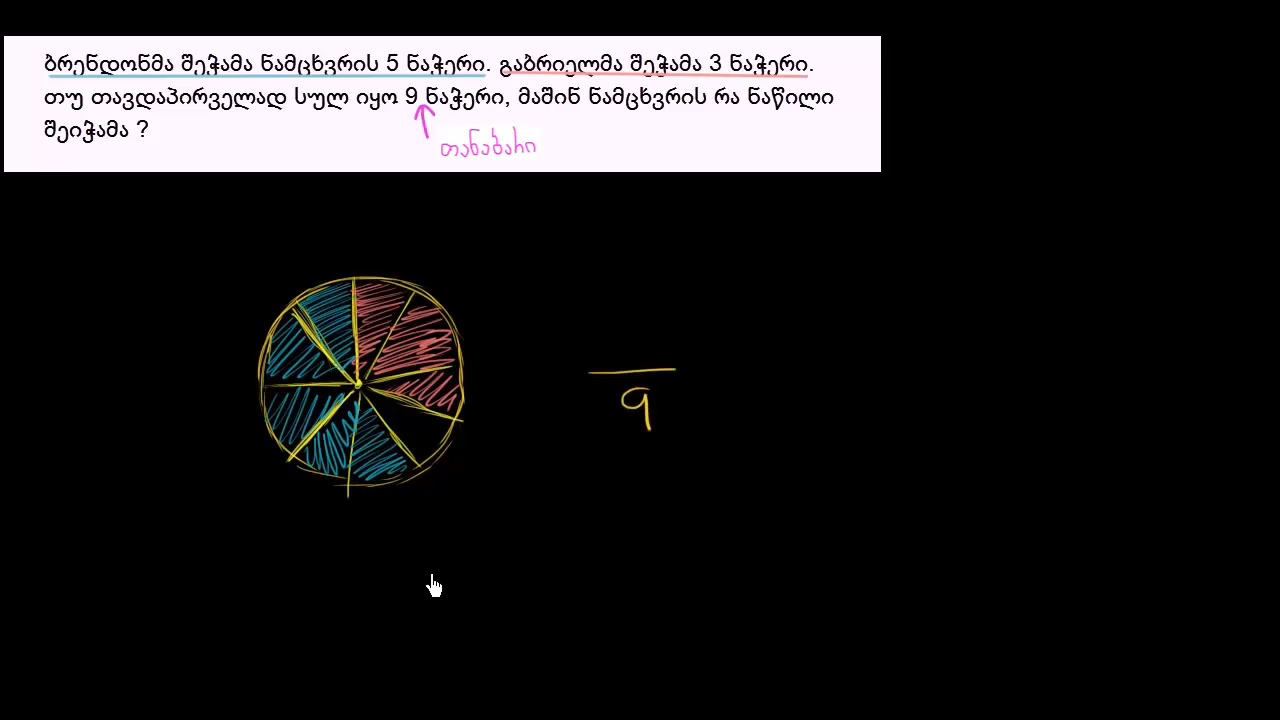 ბრენდონმა შეჭამა ნამცხვრის 5 ნაჭერი. გაბრიელმა შეჭამა 3 ნაჭერი.
თუ თავდაპირველად სულ იყო 9 ნაჭერი, მაშინ ნამცხვრის რა ნაწილი
შეიჭამა ?
თანაბარი
9